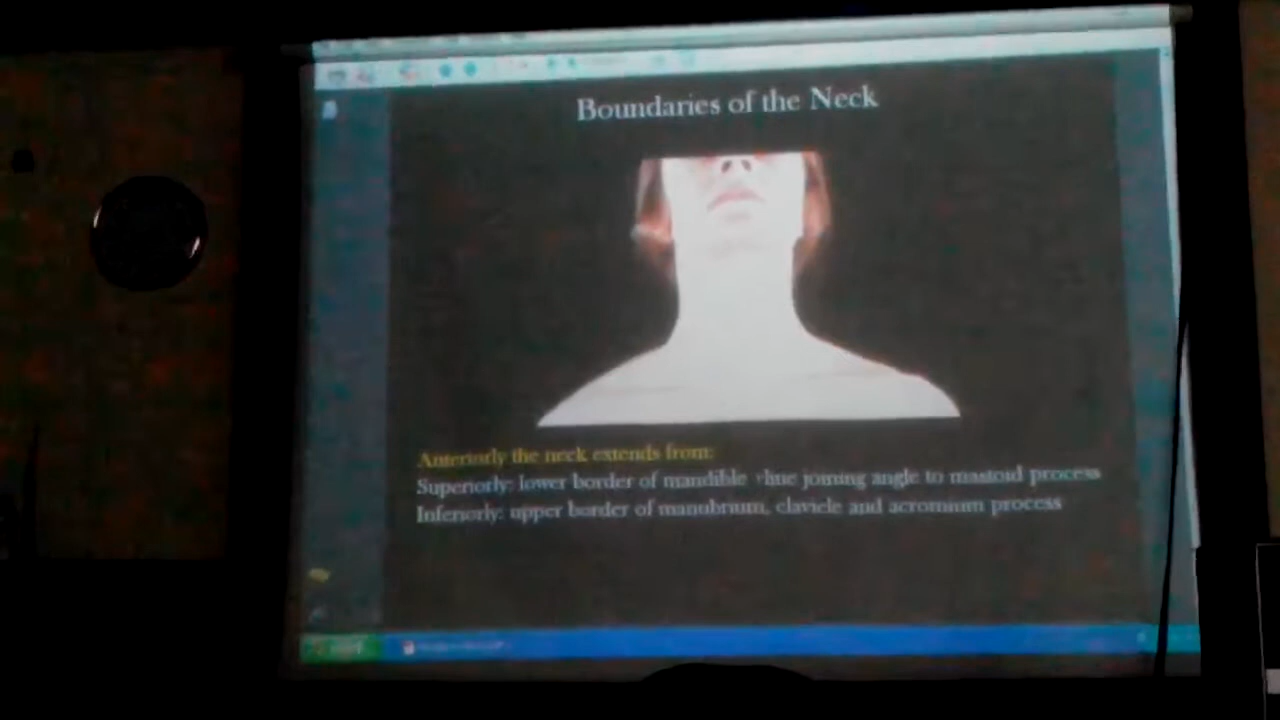 Boundaries of the Neck
Anteriorly the neck extends from:
Superiorly: lower border of mandible +line joining angle to mastoid process
Inferiorly: upper border of manubrium, clavicle and acromium process